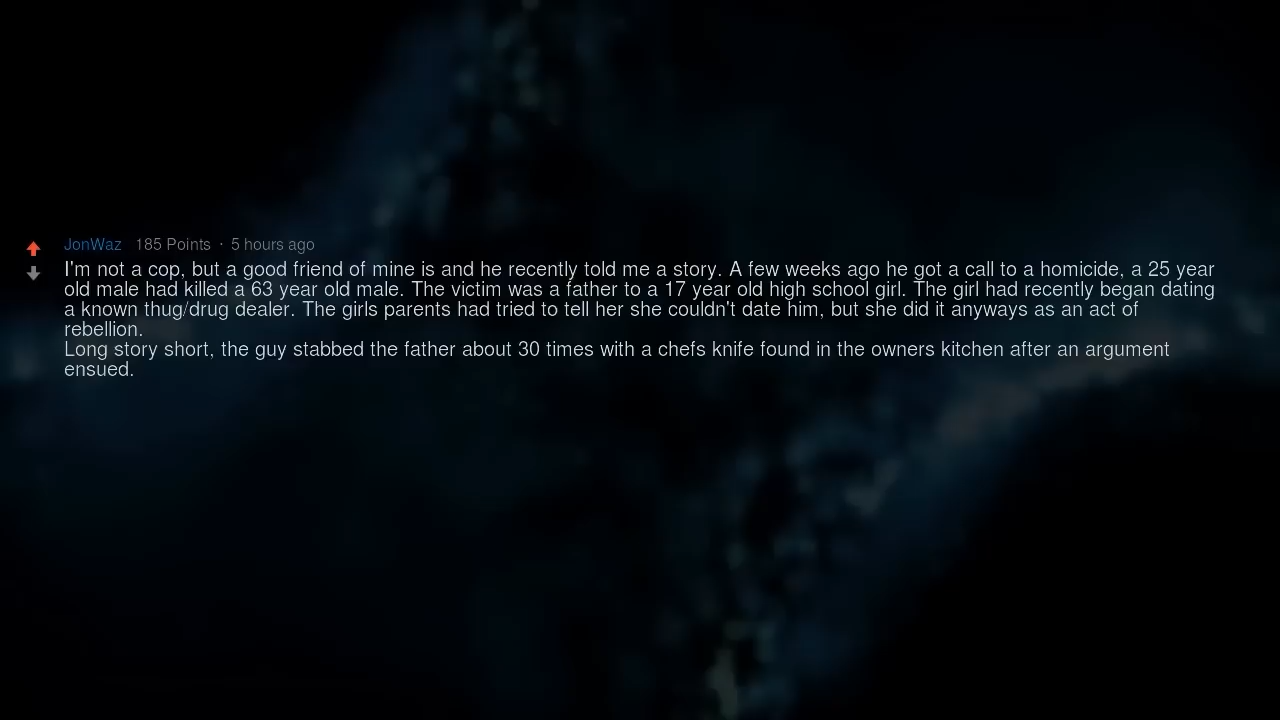 JonWaz 185 Points · 5 hours ago
I'm not a cop, but a good friend of mine is and he recently told me a story. A few weeks ago he got a call to a homicide, a 25 year
old male had killed a 63 year old male. The victim was a father to a 17 year old high school girl. The girl had recently began dating
a known thug/drug dealer. The girls parents had tried to tell her she couldn't date him, but she did it anyways as an act of
rebellion.
Long story short, the guy stabbed the father about 30 times with a chefs knife found in the owners kitchen after an argument
ensued.